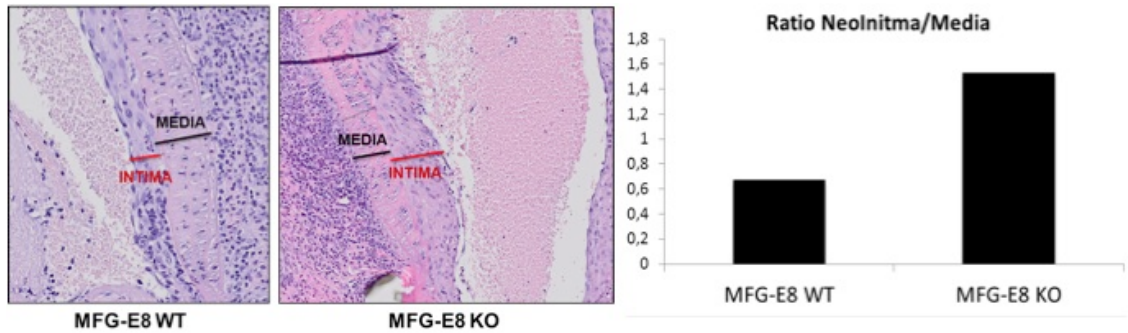 MEDIA
INTIMA
MFG-E8 WT
MEDIA
INTIMA
MFG-E8 KO
Ratio NeoInitma/Media
1,8
1,6
1,4
1,2
1
0,8
0,6
0,4
0,2
0
MFG-E8 WT
MFG-E8 KO